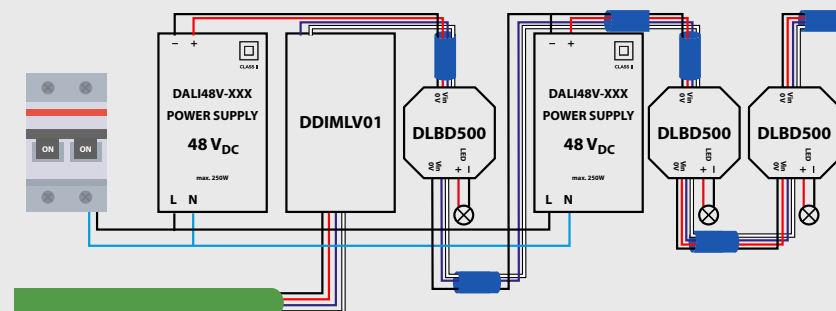 ON ON
− +
CLASS II
DALI48V-XXX
POWER SUPPLY
48 VDC
max. 250W
L N
DDIMLV01
Vin
0V
DLBD500
Vin
0V
LED
+ −
− +
CLASS II
DALI48V-XXX
POWER SUPPLY
48 VDC
max. 250W
L N
Vin
0V
DLBD500
Vin
0V
LED
+ −
Vin
0V
DLBD500
Vin
0V
LED
+ −